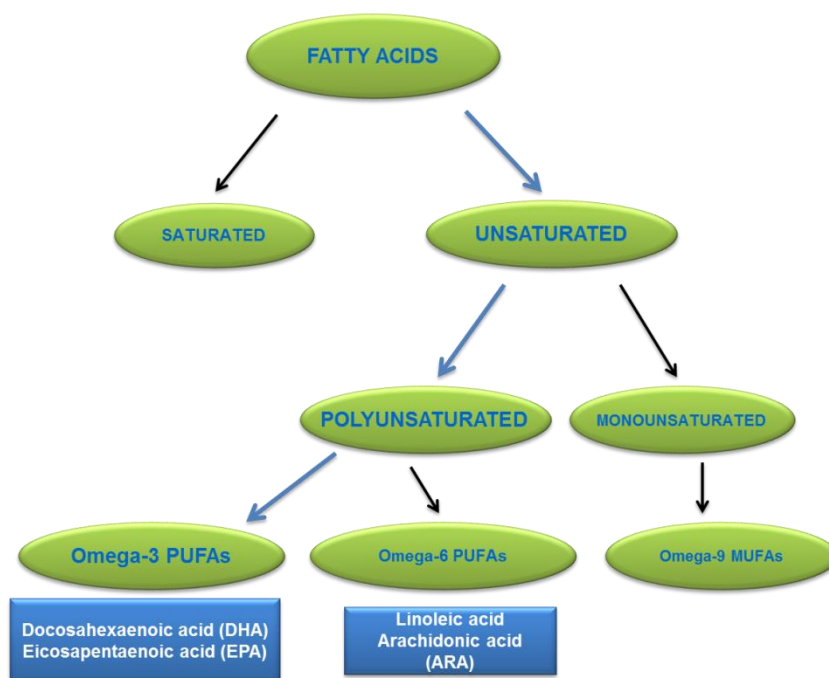 FATTY ACIDS
SATURATED
UNSATURATED
POLYUNSATURATED
MONOUNSATURATED
Omega-3 PUFAs
Omega-6 PUFAs
Omega-9 MUFAs
Docosahexaenoic acid (DHA)
Eicosapentaenoic acid (EPA)
Linoleic acid
Arachidonic acid
(ARA)